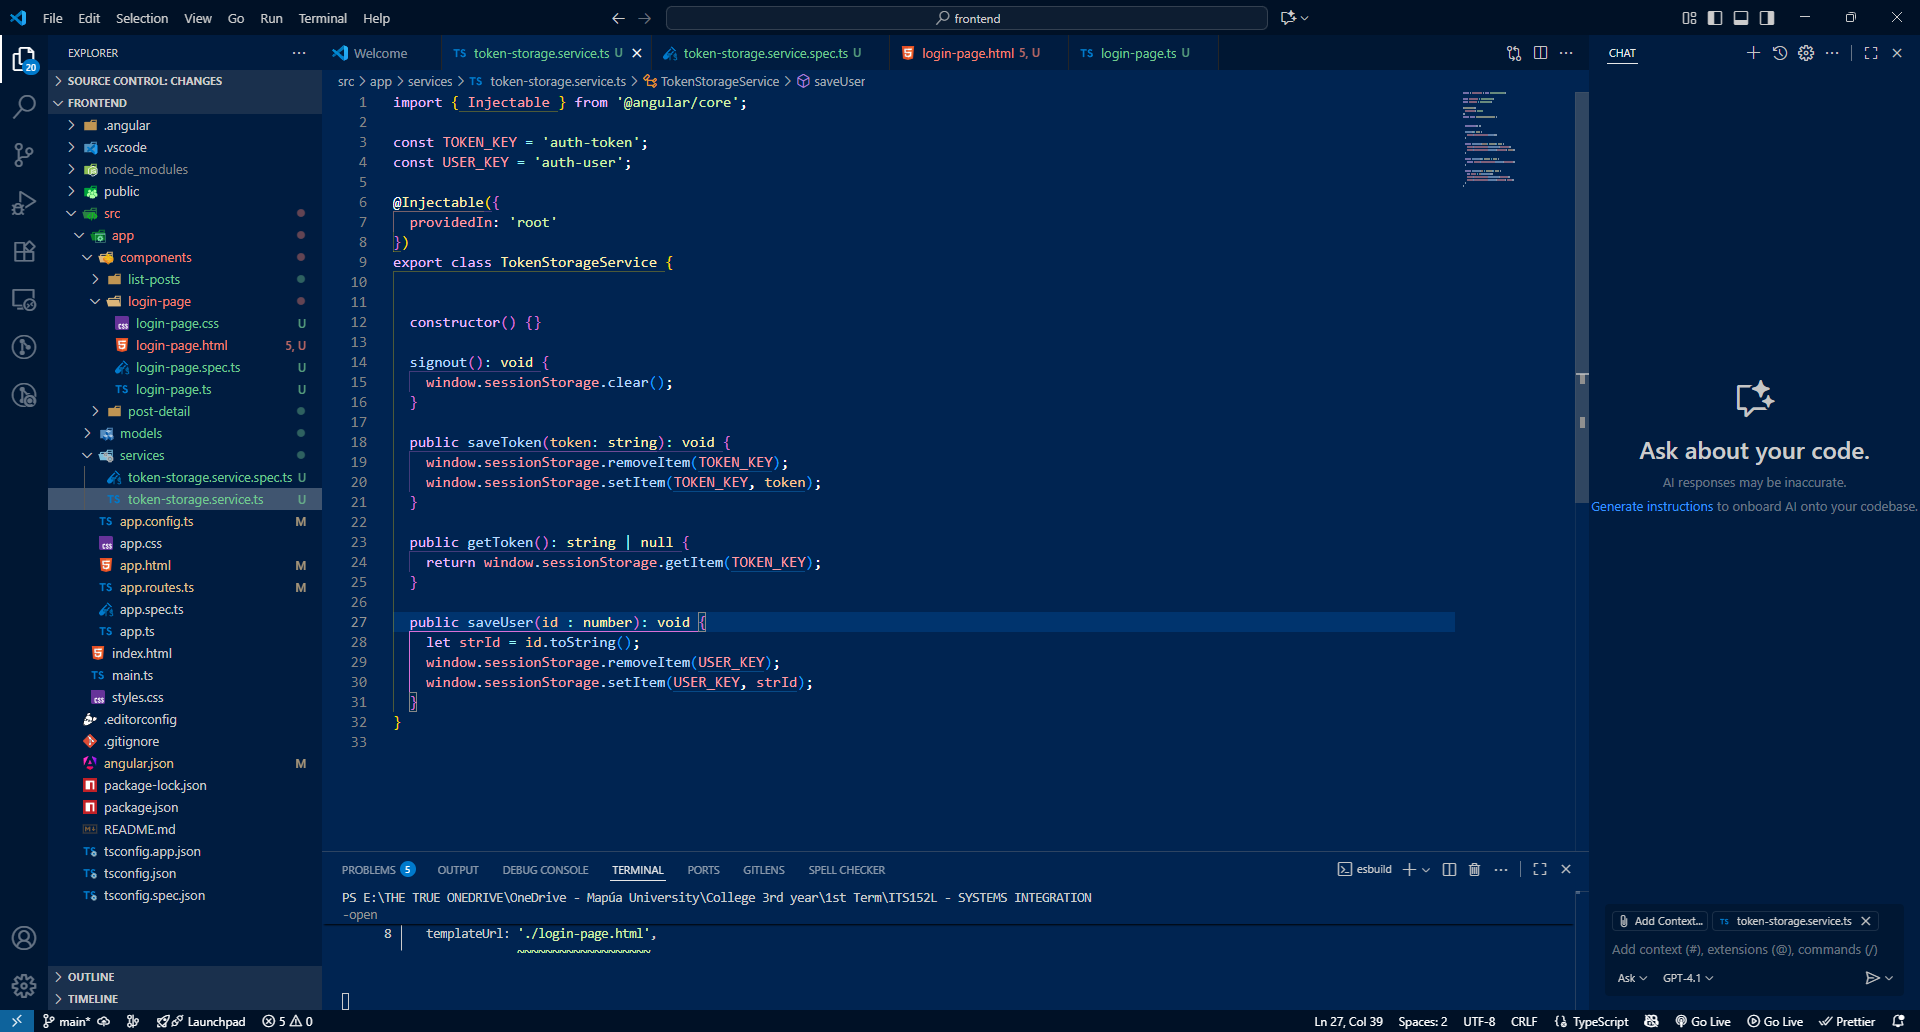 File Edit Selection View Go Run Terminal Help
frontend
EXPLORER
SOURCE CONTROL: CHANGES
FRONTEND
.angular
.vscode
node_modules
public
src
app
components
list-posts
login-page
login-page.css U
login-page.html 5, U
login-page.spec.ts U
login-page.ts U
post-detail
models
services
token-storage.service.spec.ts U
token-storage.service.ts U
app.config.ts M
app.css
app.html M
app.routes.ts M
app.spec.ts
app.ts
index.html
main.ts
styles.css
.editorconfig
.gitignore
angular.json M
package-lock.json
package.json
README.md
tsconfig.app.json
tsconfig.json
tsconfig.spec.json
OUTLINE
TIMELINE
20
Welcome
TS token-storage.service.ts U
token-storage.service.spec.ts U
login-page.html 5, U
TS login-page.ts U
src > app > services > TS token-storage.service.ts > TokenStorageService > saveUser
1 import { Injectable } from '@angular/core';
2
3 const TOKEN_KEY = 'auth-token';
4 const USER_KEY = 'auth-user';
5
6 @Injectable({
7 providedIn: 'root'
8 })
9 export class TokenStorageService {
10
11
12 constructor() {}
13
14 signout(): void {
15 window.sessionStorage.clear();
16 }
17
18 public saveToken(token: string): void {
19 window.sessionStorage.removeItem(TOKEN_KEY);
20 window.sessionStorage.setItem(TOKEN_KEY, token);
21 }
22
23 public getToken(): string | null {
24 return window.sessionStorage.getItem(TOKEN_KEY);
25 }
26
27 public saveUser(id : number): void {
28 let strId = id.toString();
29 window.sessionStorage.removeItem(USER_KEY);
30 window.sessionStorage.setItem(USER_KEY, strId);
31 }
32 }
33
PROBLEMS 5 OUTPUT DEBUG CONSOLE TERMINAL PORTS GITLENS SPELL CHECKER
esbuild
PS E:\THE TRUE ONEDRIVE\OneDrive - Mapúa University\College 3rd year\1st Term\ITS152L - SYSTEMS INTEGRATION
-open
8 templateUrl: './login-page.html',
CHAT
Ask about your code.
AI responses may be inaccurate.
Generate instructions to onboard AI onto your codebase.
Add Context...
TS token-storage.service.ts
Add context (#), extensions (@), commands (/)
Ask GPT-4.1
main* Launchpad 5 0
Ln 27, Col 39 Spaces: 2 UTF-8 CRLF {} TypeScript Go Live Go Live Prettier